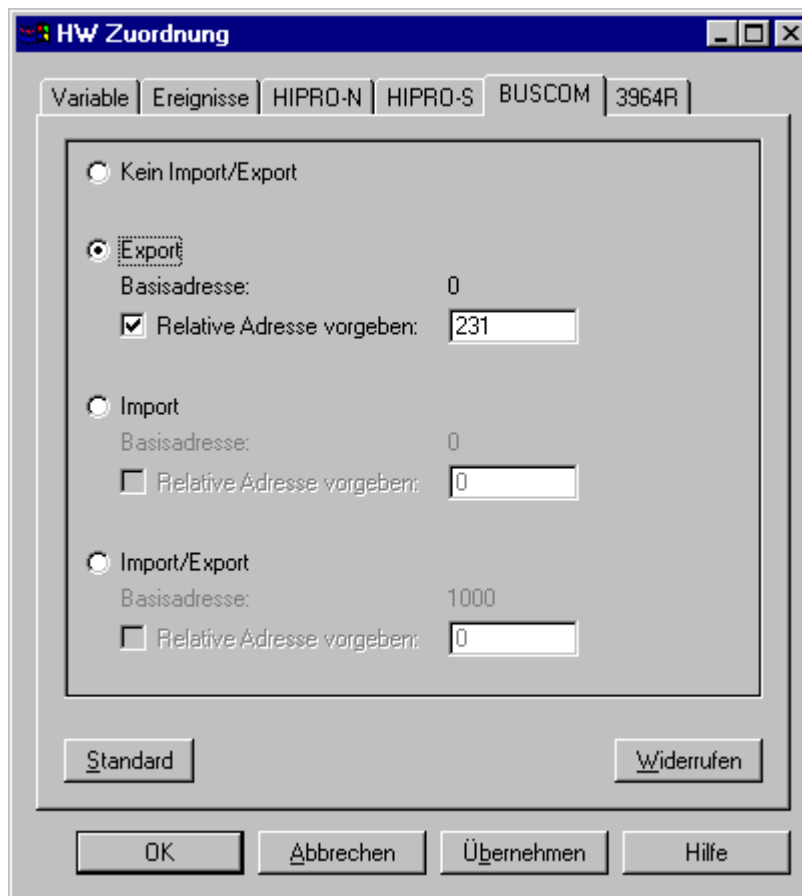 HW Zuordnung
Variable Ereignisse HIPRO-N HIPRO-S BUSCOM 3964R
Kein Import/Export
Export
Basisadresse: 0
Relative Adresse vorgeben: 231
Import
Basisadresse: 0
Relative Adresse vorgeben: 0
Import/Export
Basisadresse: 1000
Relative Adresse vorgeben: 0
Standard Widerrufen
OK Abbrechen Übernehmen Hilfe